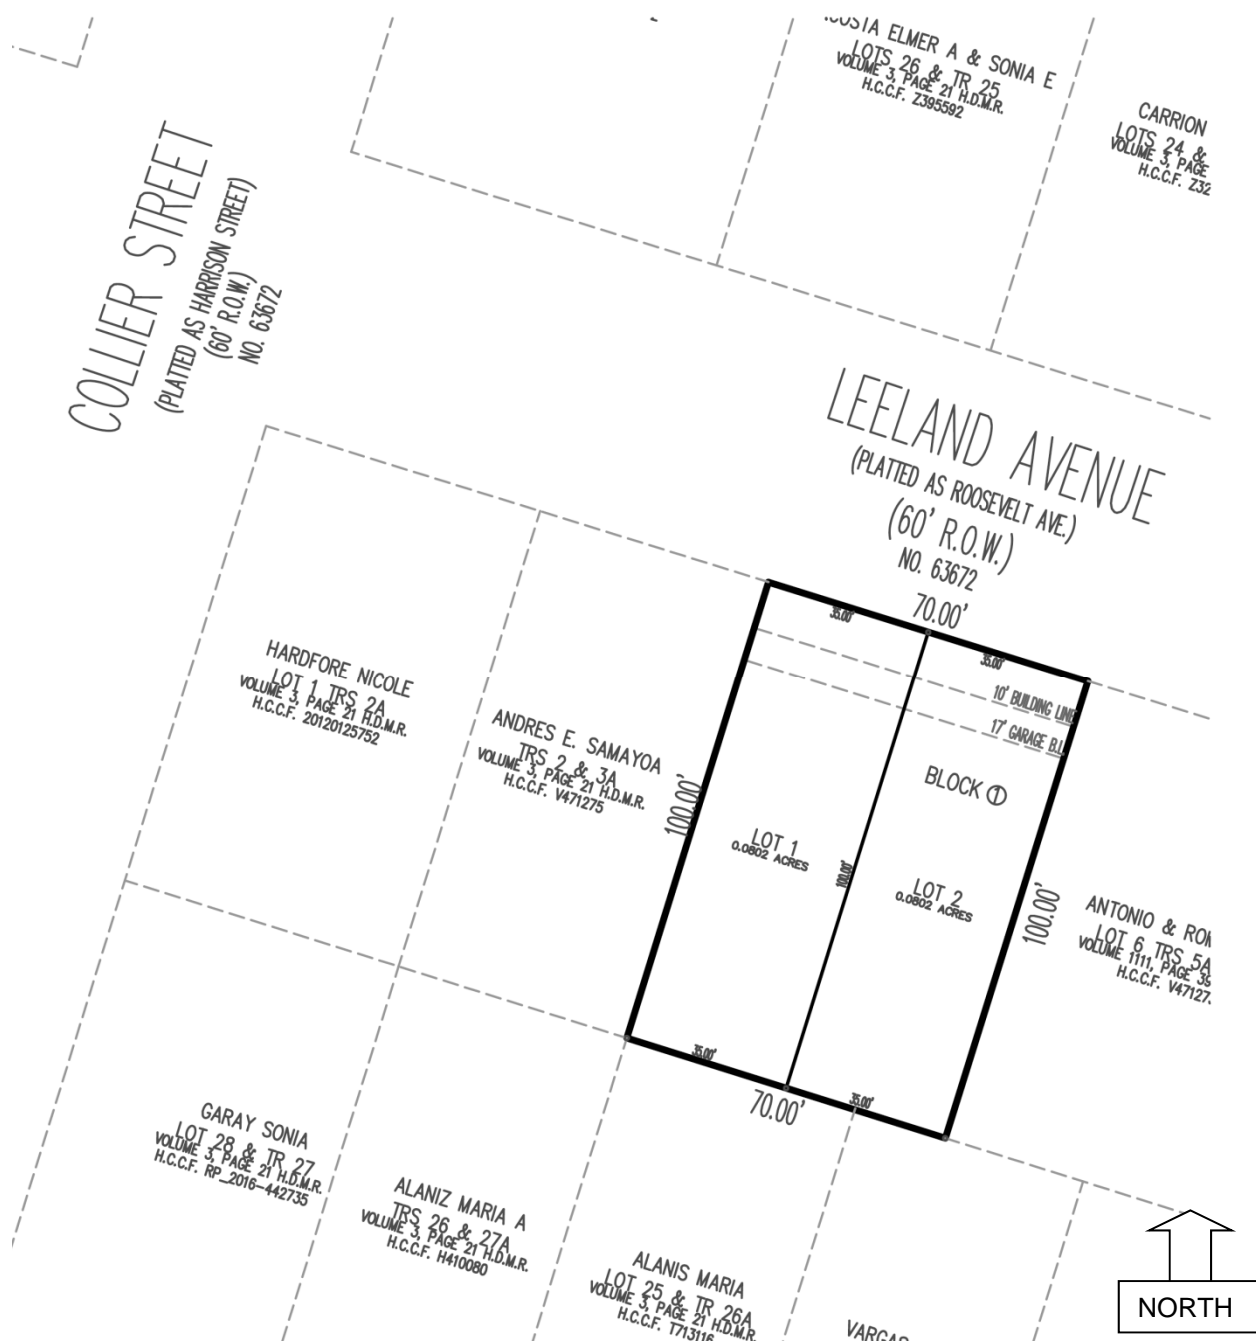 ELMER A & SONIA E
LOTS 26 & TR 25
VOLUME 3, PAGE 21 H.D.M.R.
H.C.C.F. Z395592
CARRION
LOTS 24 &
VOLUME 3, PAGE
H.C.C.F. Z32
COLLIER STREET
(PLATTED AS HARRISON STREET)
(60' R.O.W.)
NO. 63672
LEELAND AVENUE
(PLATTED AS ROOSEVELT AVE.)
(60' R.O.W.)
NO. 63672
70.00'
35.00'
35.00'
10' BUILDING LINE
17' GARAGE B.L.
BLOCK 1
HARDFORE NICOLE
LOT 1 TRS 2A
VOLUME 3, PAGE 21 H.D.M.R.
H.C.C.F. 20120125752
ANDRES E. SAMAYOA
TRS 2 & 3A
VOLUME 3, PAGE 21 H.D.M.R.
H.C.C.F. V471275
100.00'
LOT 1
0.0802 ACRES
100.00'
LOT 2
0.0802 ACRES
100.00'
ANTONIO &
LOT 6 TRS 5A
VOLUME 1111, PAGE
H.C.C.F. V47127
35.00'
35.00'
70.00'
GARAY SONIA
LOT 28 & TR 27
VOLUME 3, PAGE 21 H.D.M.R.
H.C.C.F. RP_2016-442735
ALANIZ MARIA A
TRS 26 & 27A
VOLUME 3, PAGE 21 H.D.M.R.
H.C.C.F. H410080
ALANIS MARIA
LOT 25 & TR 26A
VOLUME 3, PAGE 21 H.D.M.R.
H.C.C.F. T713116
VARGAS
NORTH